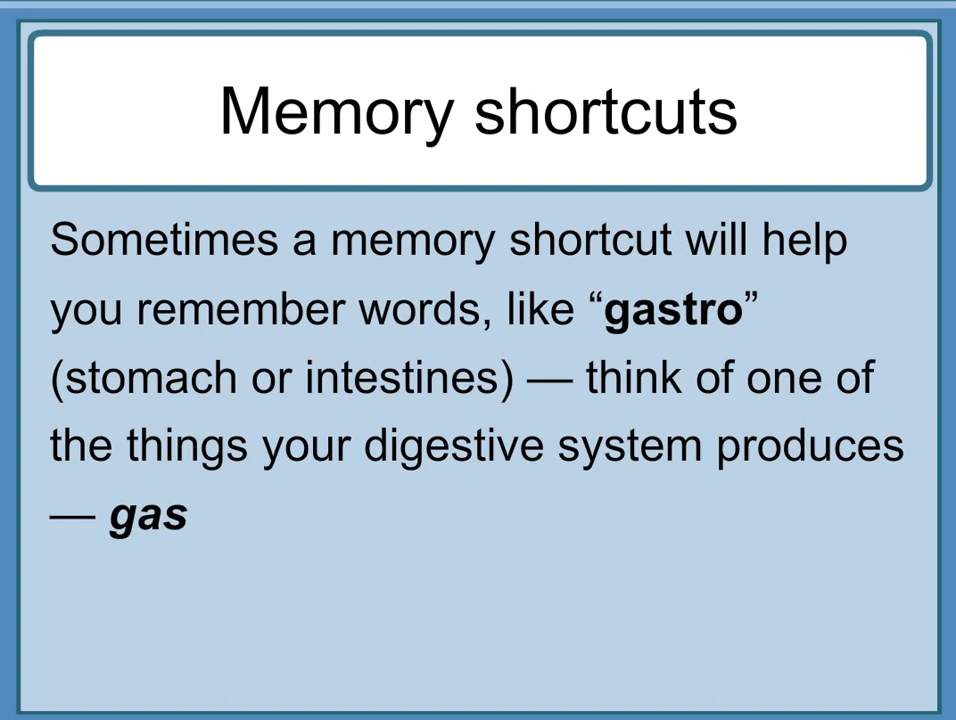 Memory shortcuts
Sometimes a memory shortcut will help
you remember words, like “gastro”
(stomach or intestines) — think of one of
the things your digestive system produces
— gas